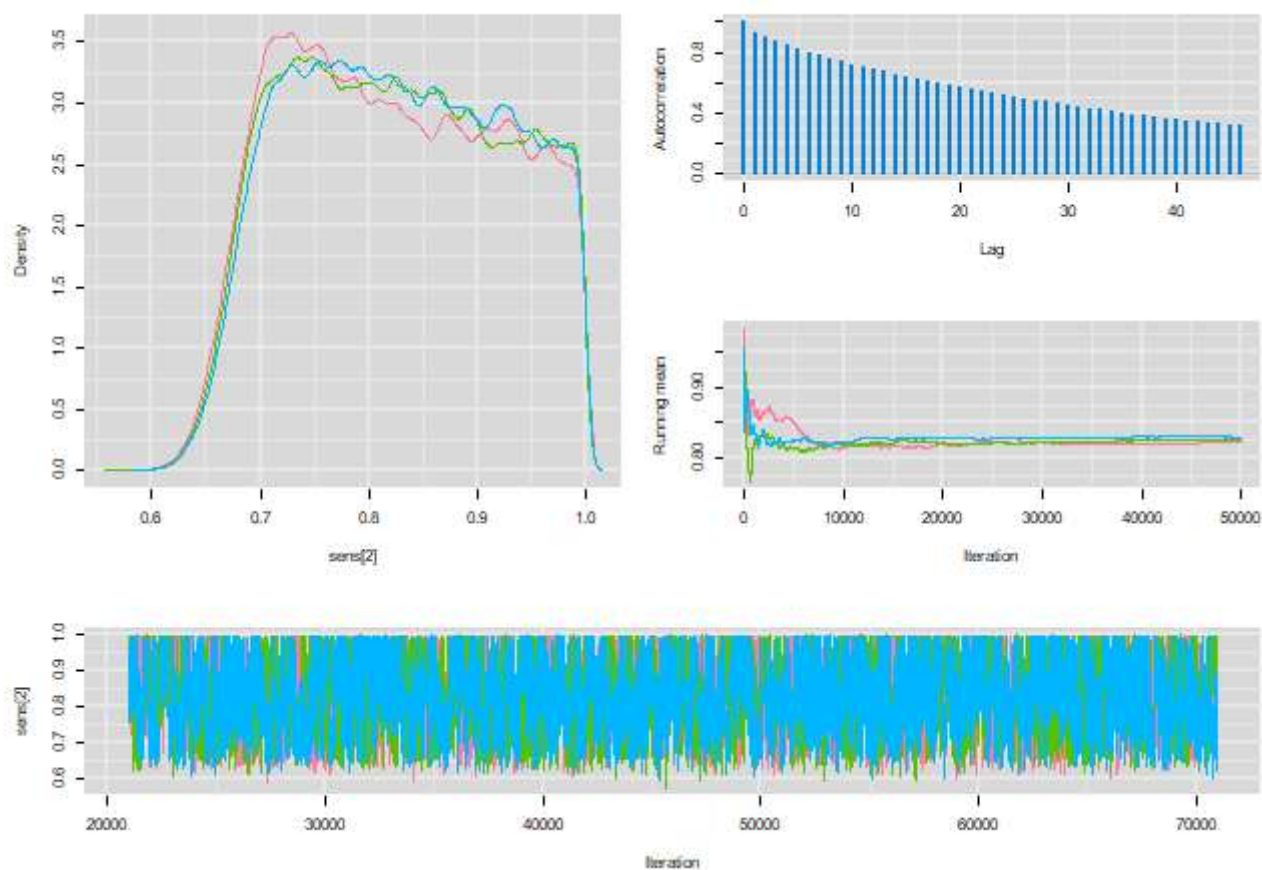 3.5
3.0
2.5
2.0
1.5
1.0
0.5
0.0
Density
0.6 0.7 0.8 0.9 1.0
sens[2]
0.8
0.4
0.0
Autocorrelation
0 10 20 30 40
Lag
0.90
0.80
Running mean
0 10000 20000 30000 40000 50000
Iteration
1.0
0.9
0.8
0.7
0.6
sens[2]
20000 30000 40000 50000 60000 70000
Iteration